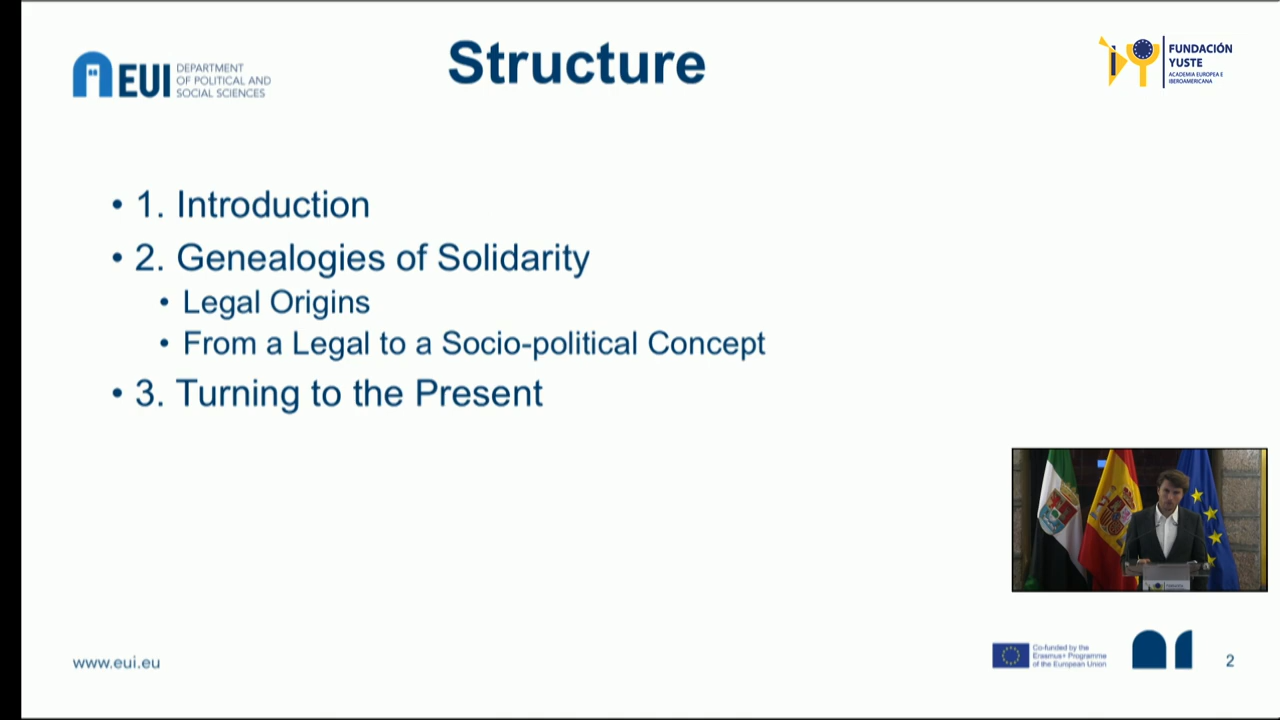 EUI
DEPARTMENT
OF POLITICAL AND
SOCIAL SCIENCES
Structure
FUNDACIÓN
YUSTE
ACADEMIA EUROPEA E
IBEROAMERICANA
• 1. Introduction
• 2. Genealogies of Solidarity
• Legal Origins
• From a Legal to a Socio-political Concept
• 3. Turning to the Present
www.eui.eu
Co-funded by the
Erasmus+ Programme
of the European Union
2